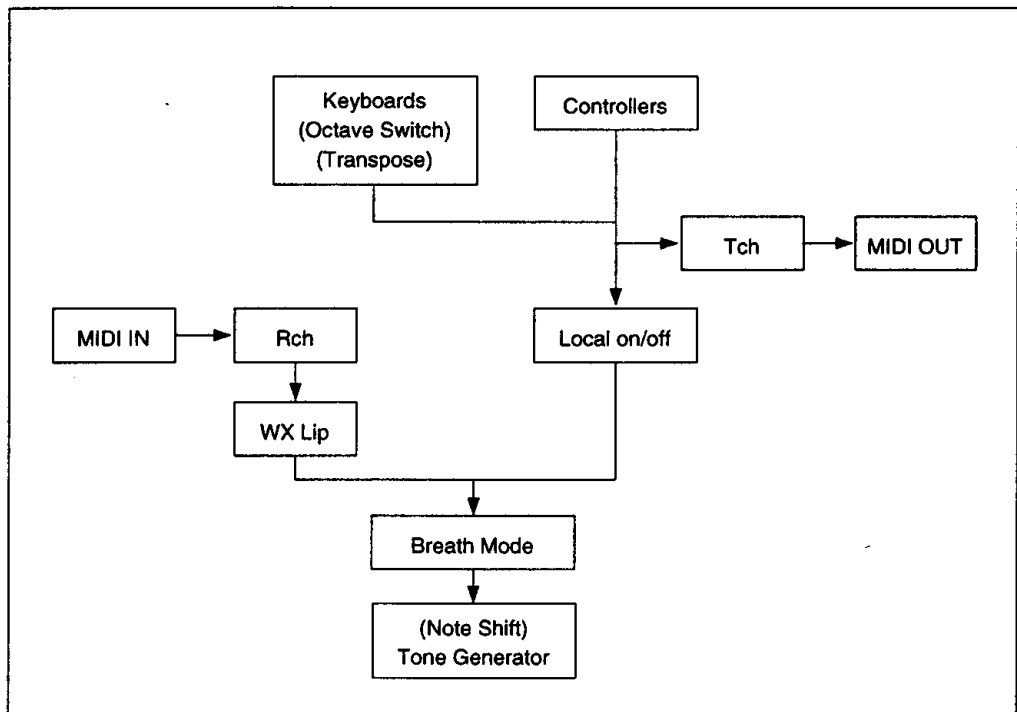 Keyboards
(Octave Switch)
(Transpose)
Controllers
Tch
MIDI OUT
MIDI IN
Rch
Local on/off
WX Lip
Breath Mode
(Note Shift)
Tone Generator